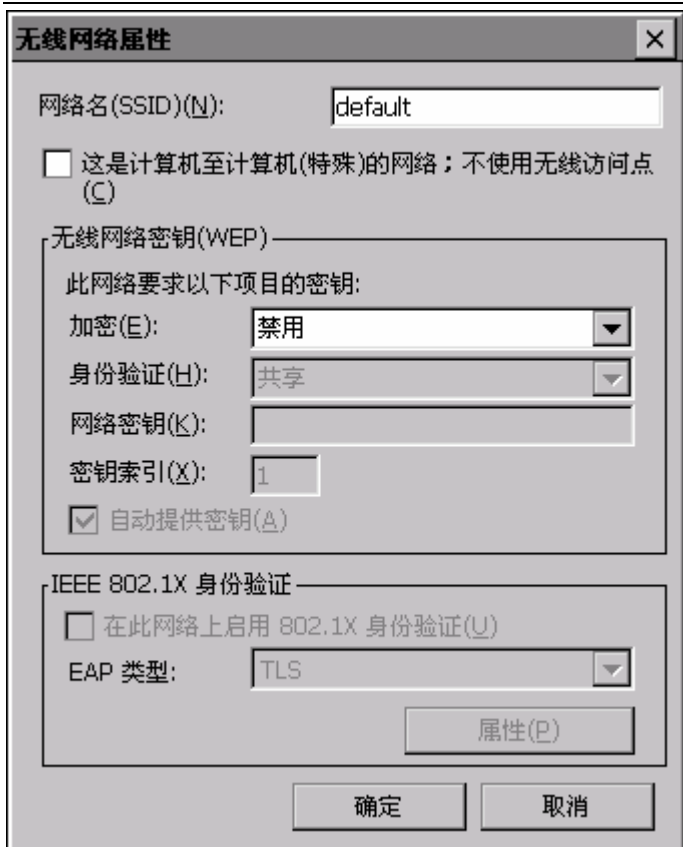 无线网络属性
网络名(SSID)(N): default
这是计算机至计算机(特殊)的网络；不使用无线访问点
(C)
无线网络密钥(WEP)
此网络要求以下项目的密钥:
加密(E): 禁用
身份验证(H): 共享
网络密钥(K):
密钥索引(X): 1
自动提供密钥(A)
IEEE 802.1X 身份验证
在此网络上启用 802.1X 身份验证(U)
EAP 类型: TLS
属性(P)
确定 取消